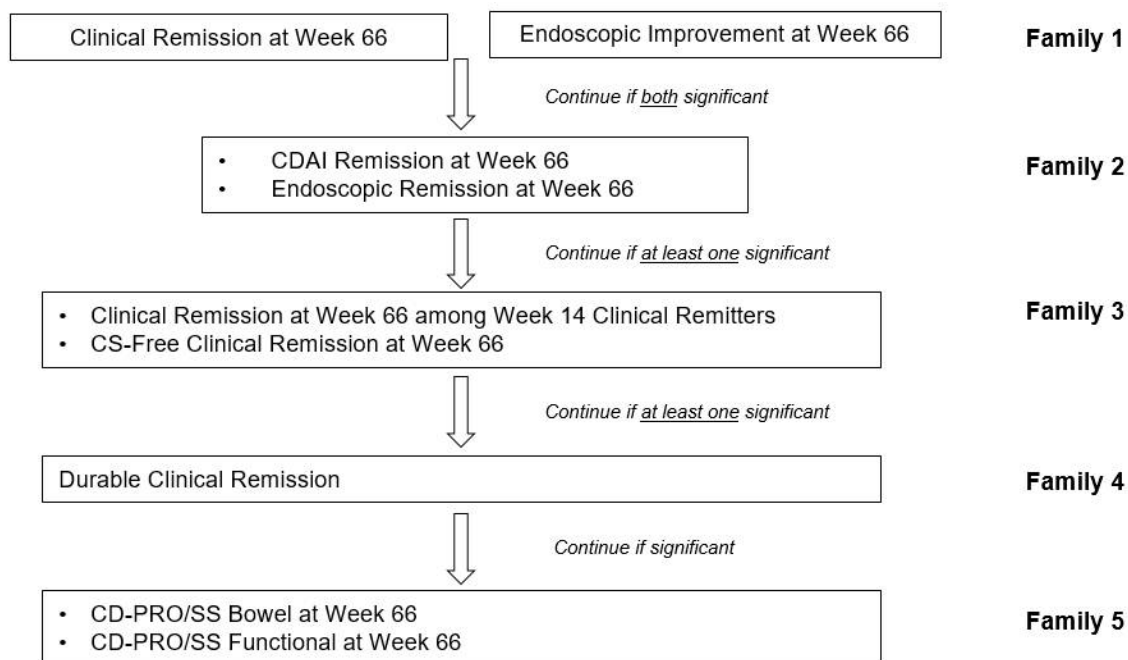 Clinical Remission at Week 66
Endoscopic Improvement at Week 66
Family 1
Continue if both significant
• CDAI Remission at Week 66
• Endoscopic Remission at Week 66
Family 2
Continue if at least one significant
• Clinical Remission at Week 66 among Week 14 Clinical Remitters
• CS-Free Clinical Remission at Week 66
Family 3
Continue if at least one significant
Durable Clinical Remission
Family 4
Continue if significant
• CD-PRO/SS Bowel at Week 66
• CD-PRO/SS Functional at Week 66
Family 5